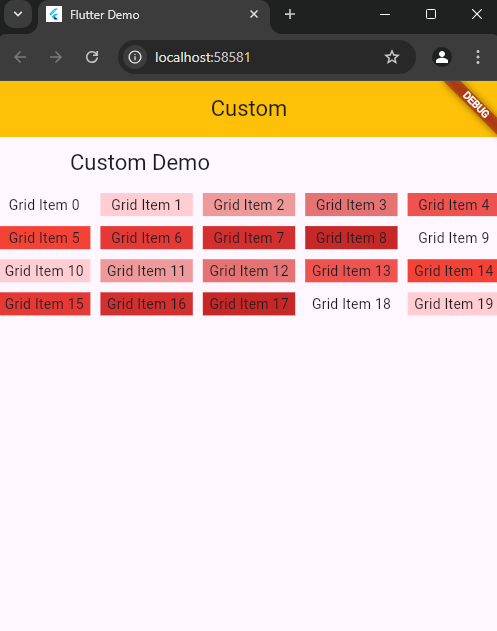 Flutter Demo
localhost:58581
Custom
DEBUG
Custom Demo
Grid Item 0 Grid Item 1 Grid Item 2 Grid Item 3 Grid Item 4
Grid Item 5 Grid Item 6 Grid Item 7 Grid Item 8 Grid Item 9
Grid Item 10 Grid Item 11 Grid Item 12 Grid Item 13 Grid Item 14
Grid Item 15 Grid Item 16 Grid Item 17 Grid Item 18 Grid Item 19